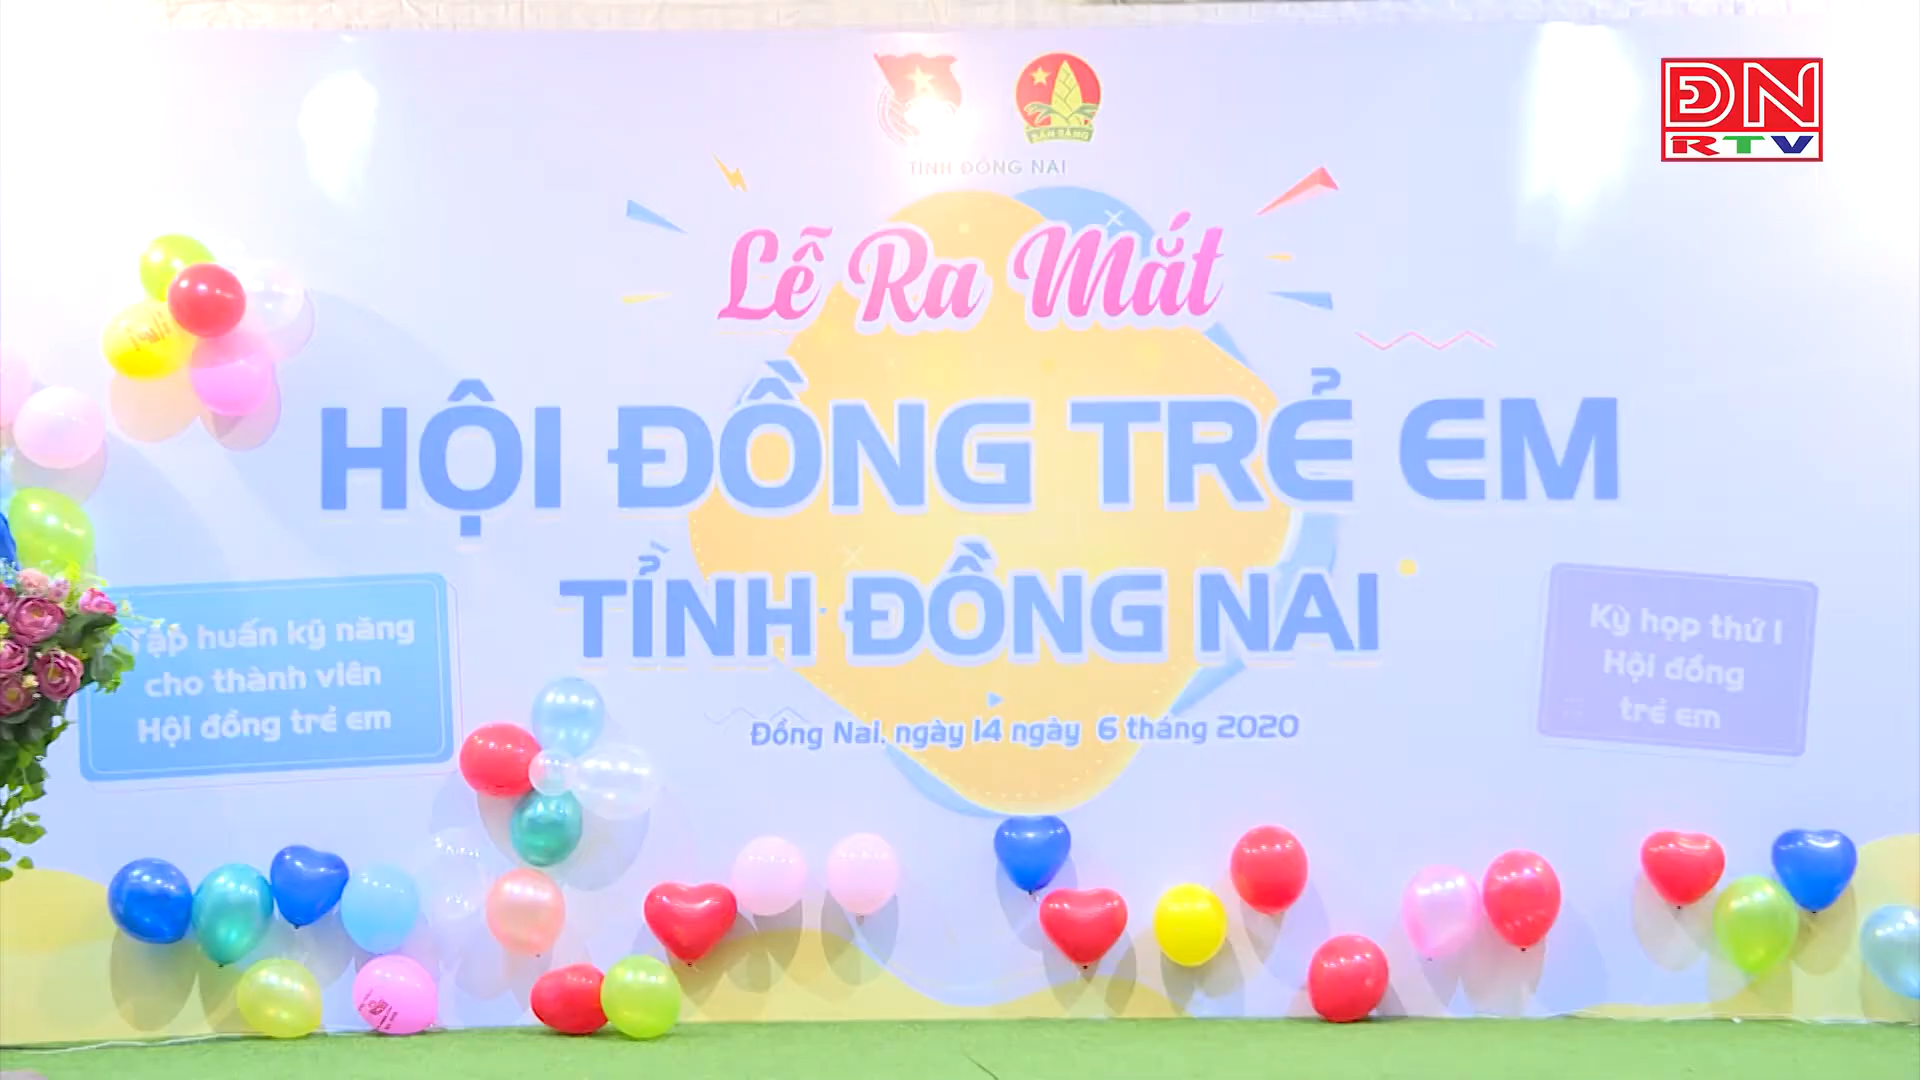 ĐN
RTV
SẴN SÀNG
TỈNH ĐỒNG NAI
Lễ Ra Mắt
HỘI ĐỒNG TRẺ EM
TỈNH ĐỒNG NAI
Tập huấn kỹ năng
cho thành viên
Hội đồng trẻ em
Kỳ họp thứ I
Hội đồng
trẻ em
Đồng Nai, ngày 14 ngày 6 tháng 2020